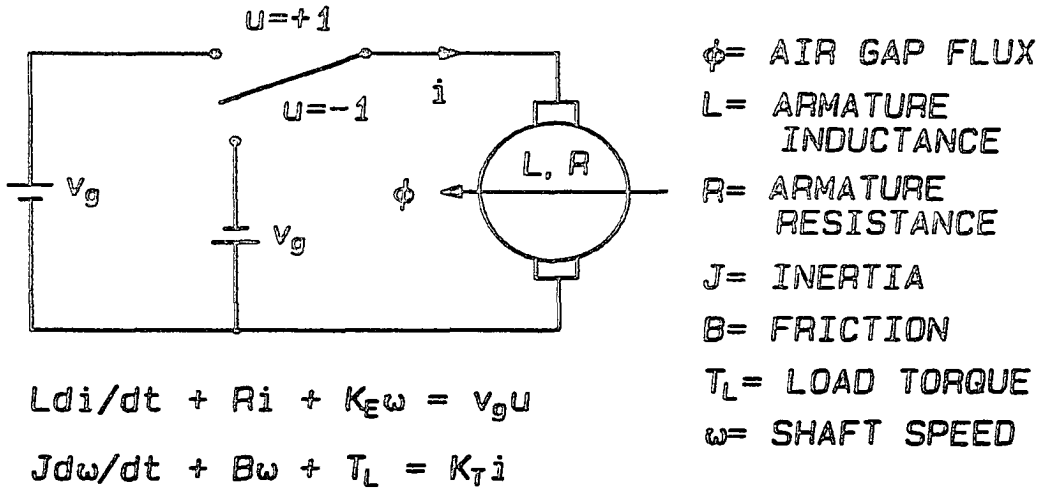 u=+1
u=-1
i
v_g
v_g
ϕ
L, R
ϕ= AIR GAP FLUX
L= ARMATURE
INDUCTANCE
R= ARMATURE
RESISTANCE
J= INERTIA
B= FRICTION
T_L= LOAD TORQUE
ω= SHAFT SPEED
Ldi/dt + Ri + K_Eω = v_gu
Jdω/dt + Bω + T_L = K_Ti